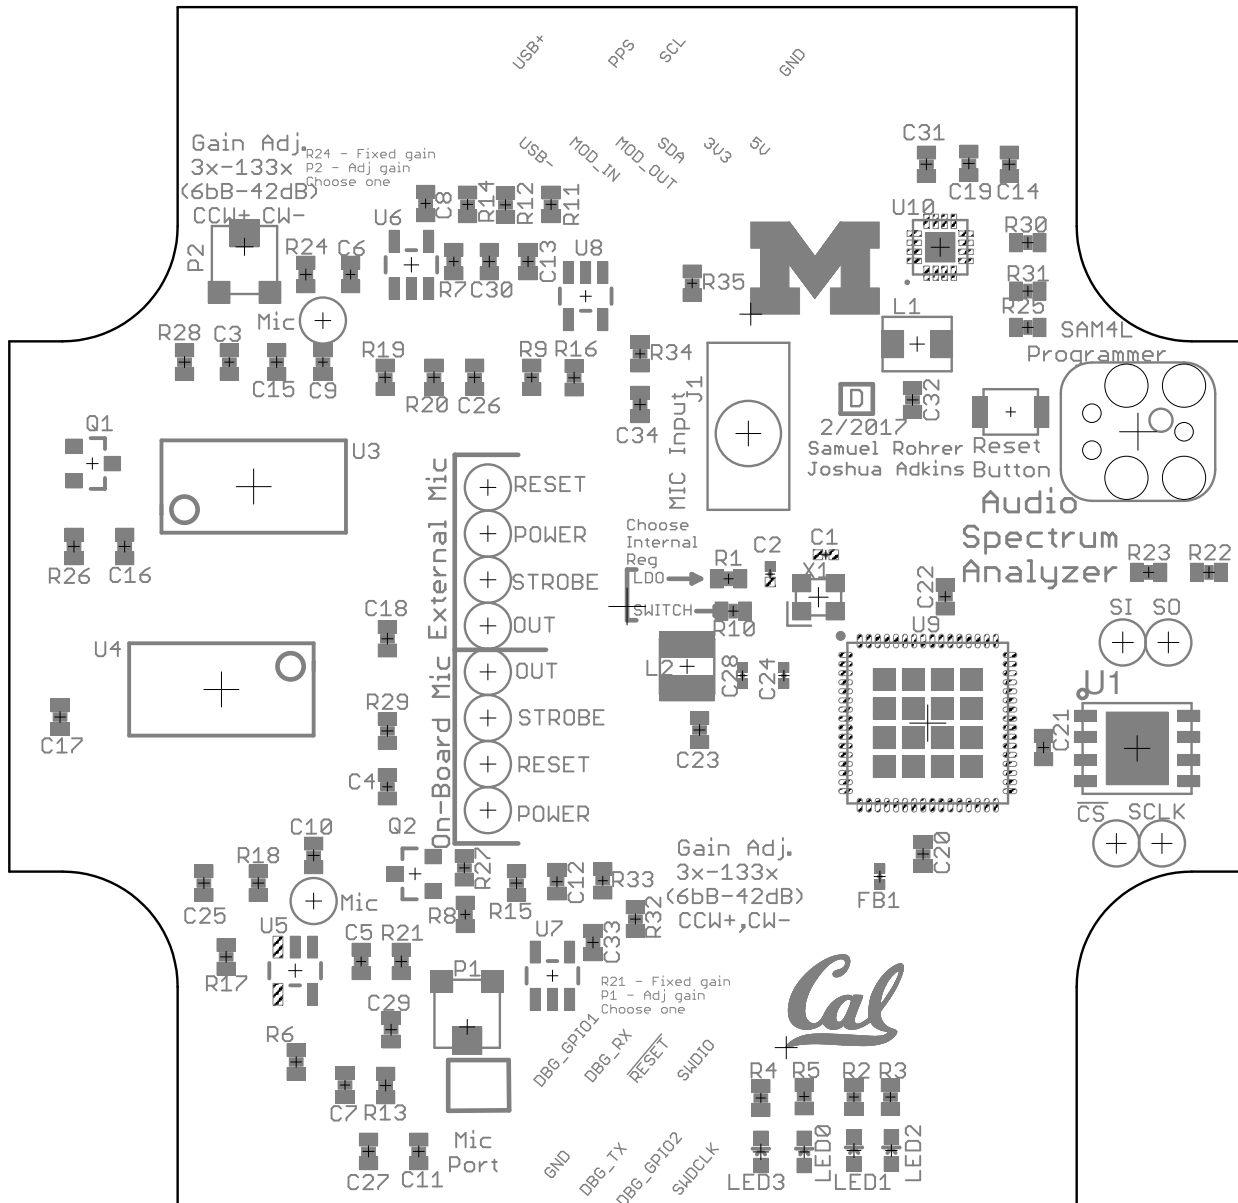 USB+
PPS
SCL
GND
USB-
MOD_IN
MOD_OUT
SDA
3V3
5V
Gain Adj.
3x-133x
(6bB-42dB)
CCW+,CW-
R24 - Fixed gain
P2 - Adj gain
Choose one
C31
C19
C14
U10
R30
R31
R25
P2
R24
C6
U6
C8
R14
R12
R11
R7
C30
C13
U8
R35
M
L1
SAM4L
Programmer
Mic
R28
C3
C15
C9
R19
R20
C26
R9
R16
R34
C34
J1
MIC Input
D
2/2017
Samuel Rohrer
Joshua Adkins
C32
Reset
Button
Q1
U3
R26
C16
External Mic
RESET
POWER
STROBE
OUT
Audio
Spectrum
Analyzer
Choose
Internal
Reg
LDO
SWITCH
R1
R10
C2
C1
X1
C22
U9
R23
R22
SI
SO
C18
U4
C17
R29
C4
On-Board Mic
OUT
STROBE
RESET
POWER
L2
C28
C24
C23
U1
C21
CS
SCLK
C20
FB1
C10
Q2
R27
C25
R18
Mic
R8
R15
C12
R33
R32
C33
Gain Adj.
3x-133x
(6bB-42dB)
CCW+,CW-
U5
R17
C5
R21
P1
U7
R21 - Fixed gain
P1 - Adj gain
Choose one
Cal
C29
R6
C7
R13
C27
C11
Mic
Port
DBG_GPIO1
DBG_RX
RESET
SWDIO
GND
DBG_TX
DBG_GPIO2
SWDCLK
R4
R5
R2
R3
LED3
LED0
LED1
LED2